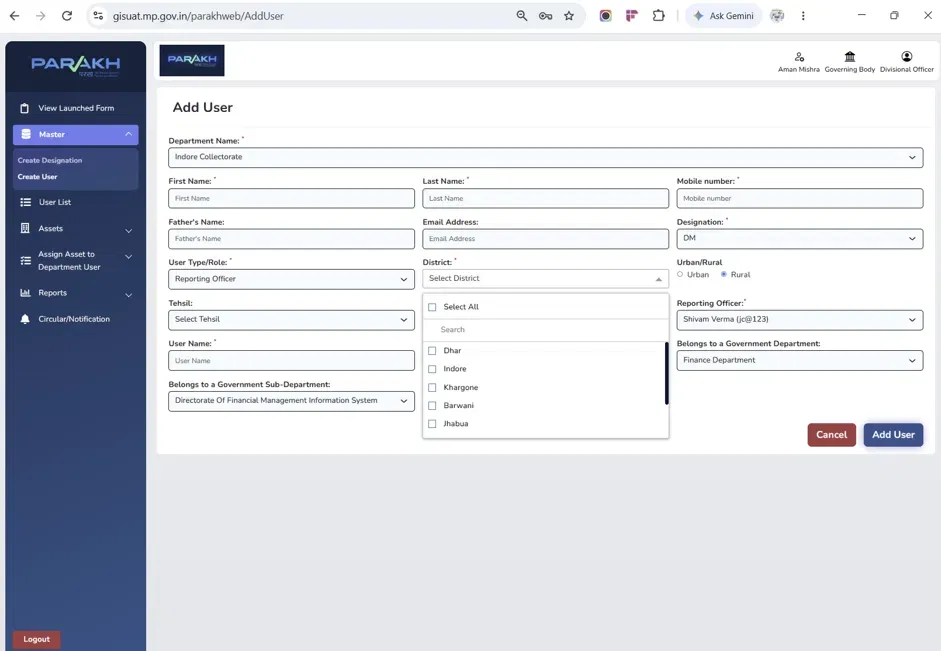 gisuat.mp.gov.in/parakhweb/AddUser
Ask Gemini
PARAKH
परख
View Launched Form
Master
Create Designation
Create User
User List
Assets
Assign Asset to
Department User
Reports
Circular/Notification
Logout
PARAKH
Aman Mishra Governing Body Divisional Officer
Add User
Department Name: *
Indore Collectorate
First Name: * Last Name: * Mobile number: *
First Name Last Name Mobile number
Father's Name: Email Address: Designation: *
Father's Name Email Address DM
User Type/Role: * District: * Urban/Rural
Reporting Officer Select District Urban Rural
Tehsil: Reporting Officer:*
Select Tehsil Shivam Verma (jc@123)
User Name: * Belongs to a Government Department:
User Name Finance Department
Belongs to a Government Sub-Department:
Directorate Of Financial Management Information System
Select All
Search
Dhar
Indore
Khargone
Barwani
Jhabua
Cancel Add User